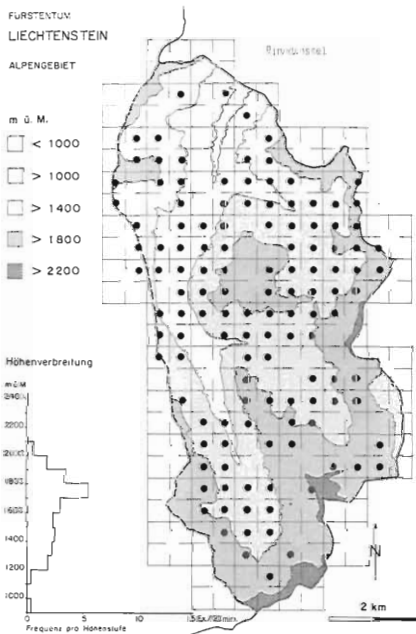 FÜRSTENTUM
LIECHTENSTEIN
ALPENGEBIET
m ü. M.
< 1000
> 1000
> 1400
> 1800
> 2200
Höhenverbreitung
m ü. M.
2400
2200
2000
1800
1600
1400
1200
1000
0 5 10 15
Frequenz pro Höhenstufe
N
2 km